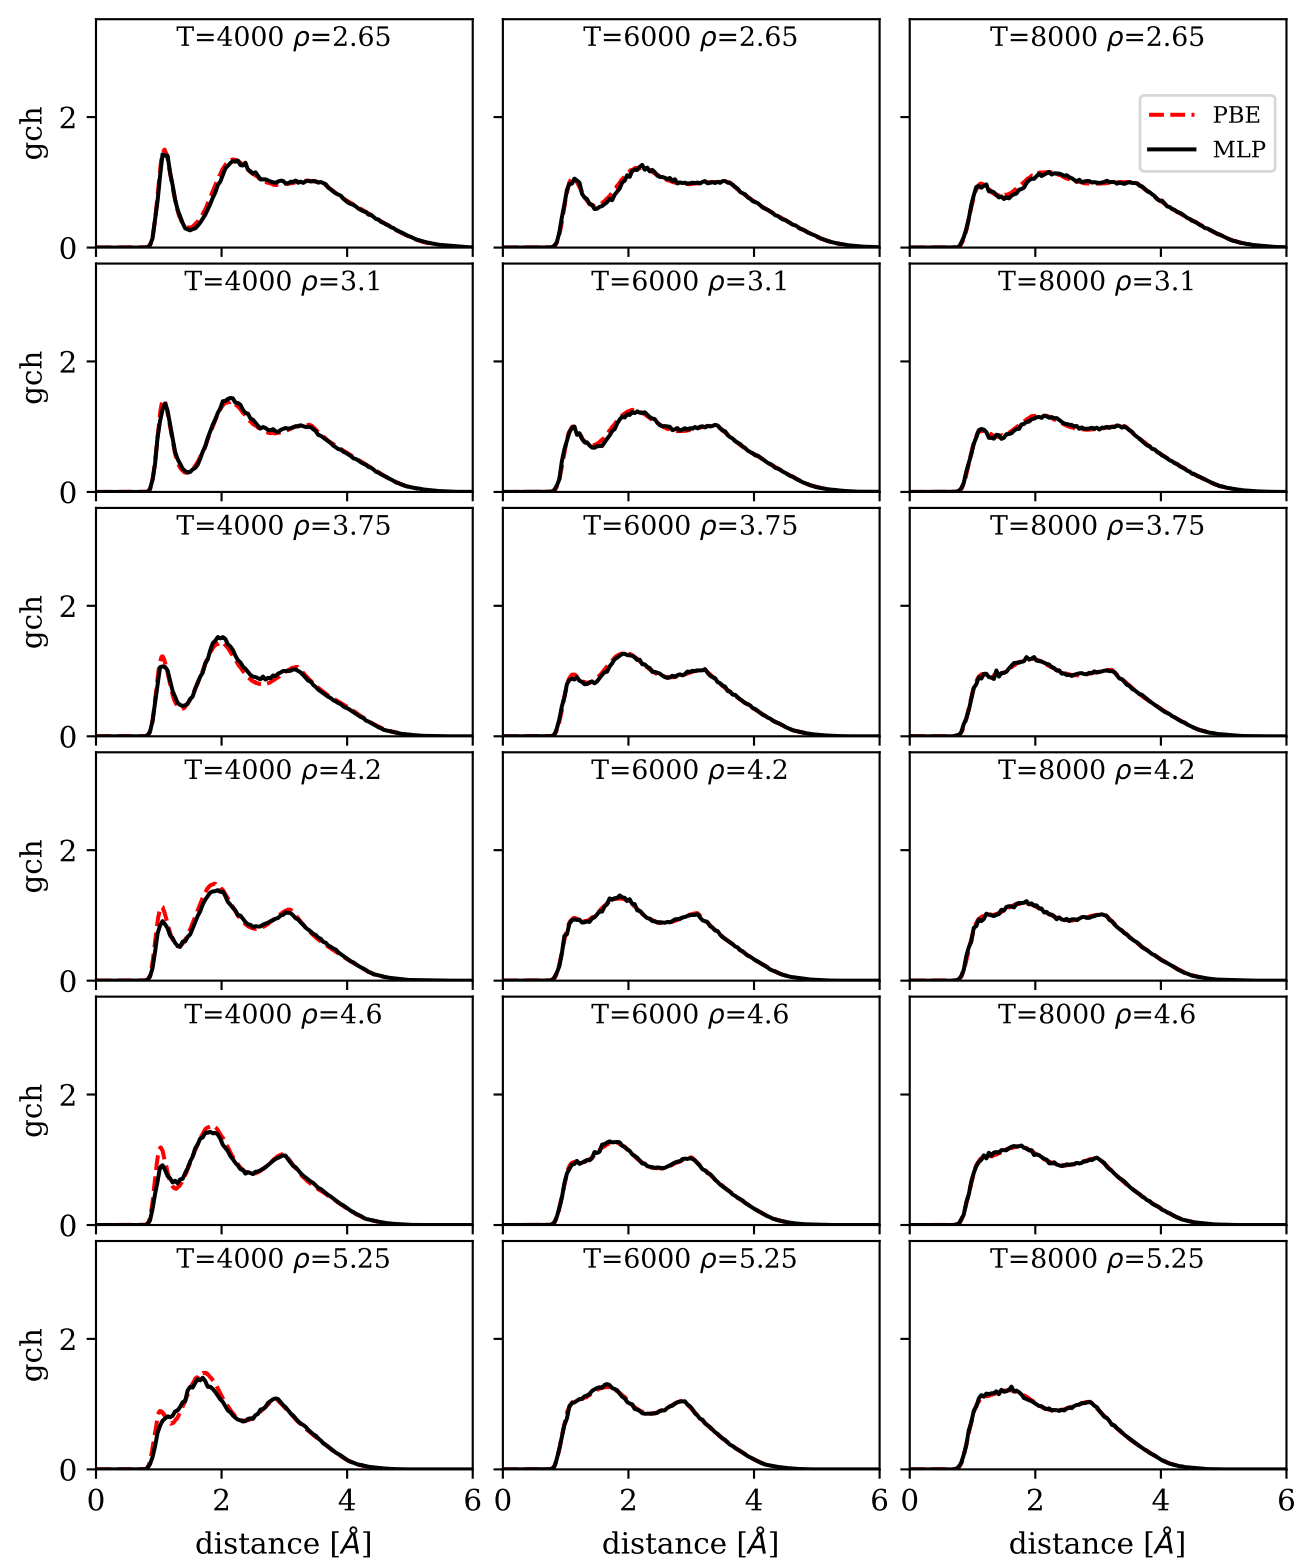 T=4000 ρ=2.65
T=6000 ρ=2.65
T=8000 ρ=2.65
PBE
MLP
gch
2
0
T=4000 ρ=3.1
T=6000 ρ=3.1
T=8000 ρ=3.1
gch
2
0
T=4000 ρ=3.75
T=6000 ρ=3.75
T=8000 ρ=3.75
gch
2
0
T=4000 ρ=4.2
T=6000 ρ=4.2
T=8000 ρ=4.2
gch
2
0
T=4000 ρ=4.6
T=6000 ρ=4.6
T=8000 ρ=4.6
gch
2
0
T=4000 ρ=5.25
T=6000 ρ=5.25
T=8000 ρ=5.25
gch
2
0
0 2 4 6
0 2 4 6
0 2 4 6
distance [Å]
distance [Å]
distance [Å]